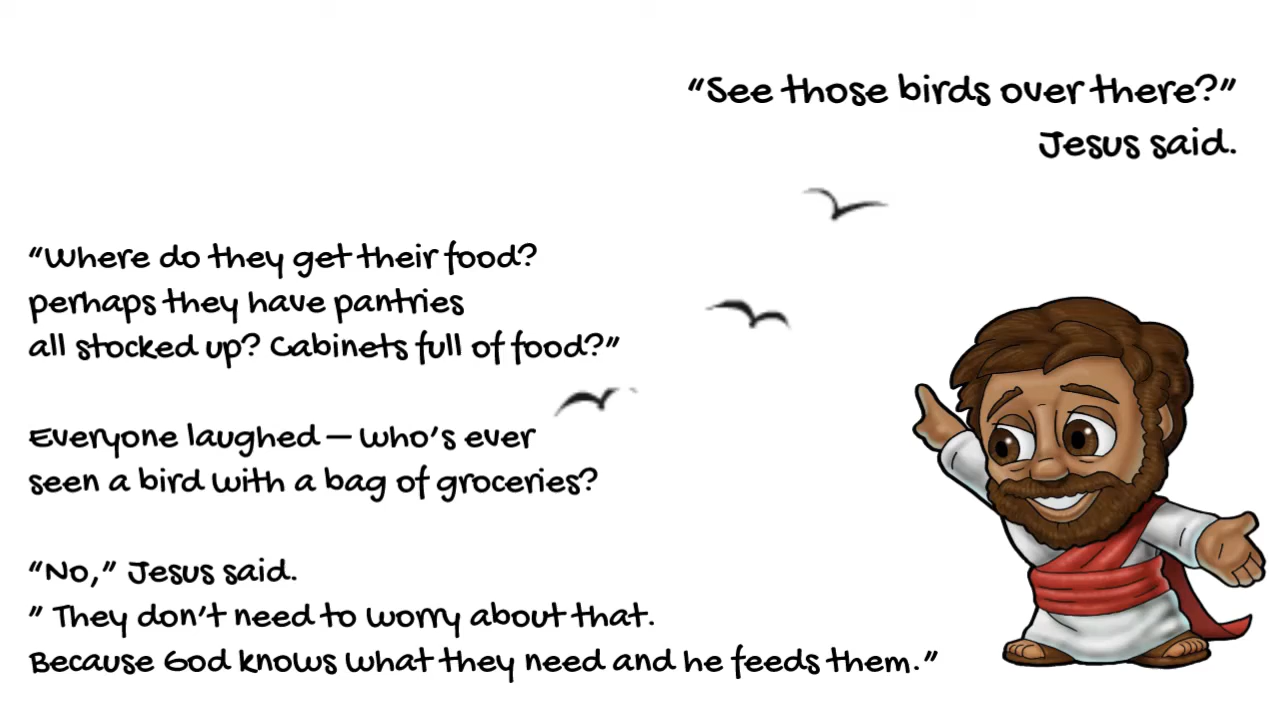 “See those birds over there?”
Jesus said.
“Where do they get their food?
perhaps they have pantries
all stocked up? Cabinets full of food?”
Everyone laughed — who’s ever
seen a bird with a bag of groceries?
“No,” Jesus said.
” They don’t need to worry about that.
Because God knows what they need and he feeds them.”